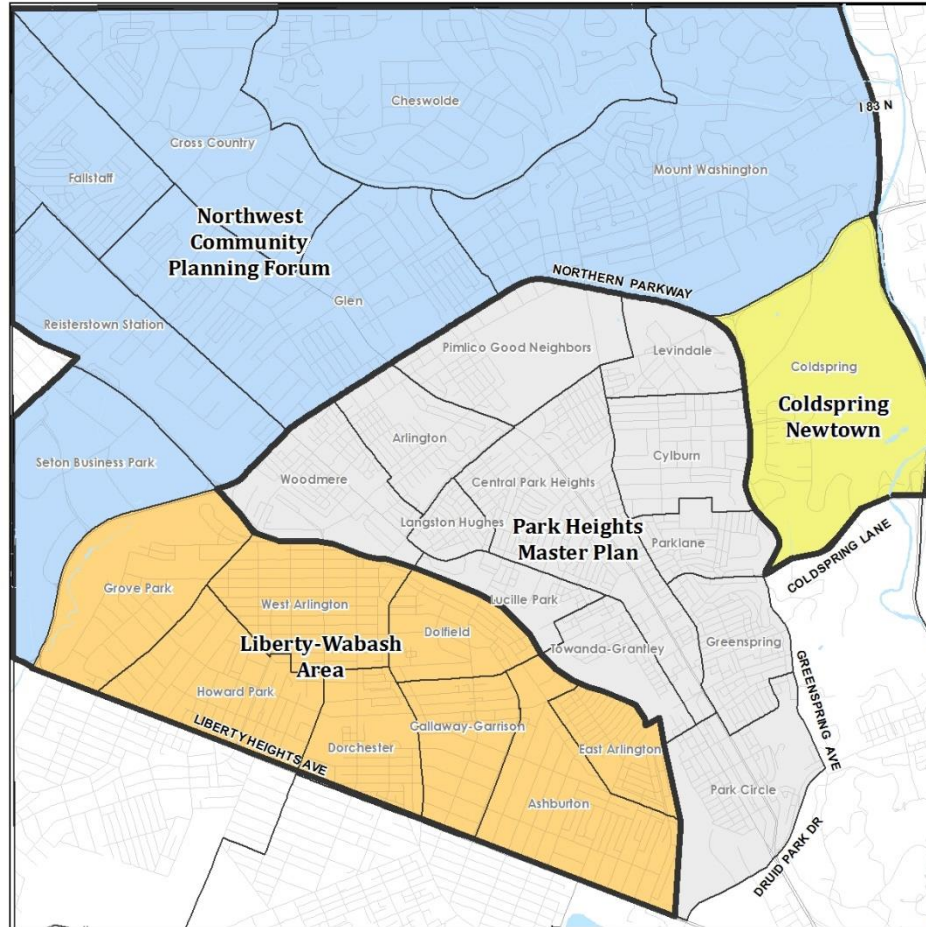 Cheswolde
I 83 N
Cross Country
Mount Washington
Fallstaff
Northwest
Community
Planning Forum
NORTHERN PARKWAY
Glen
Reisterstown Station
Pimlico Good Neighbors
Levindale
Coldspring
Coldspring
Newtown
Arlington
Cylburn
Seton Business Park
Woodmere
Central Park Heights
Langston Hughes
Park Heights
Master Plan
Parklane
COLDSPRING LANE
Grove Park
West Arlington
Lucille Park
Dolfield
Liberty-Wabash
Area
Towanda-Grantley
Greenspring
GREENSPRING AVE
Howard Park
LIBERTY HEIGHTS AVE
Gallaway-Garrison
Dorchester
East Arlington
Park Circle
Ashburton
DRUID PARK DR